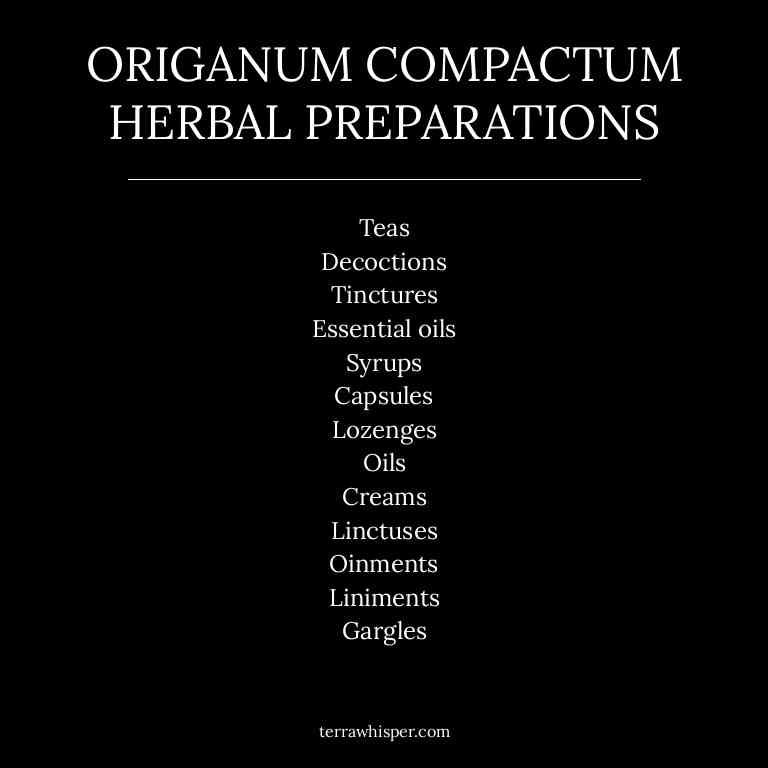 ORIGANUM COMPACTUM
HERBAL PREPARATIONS
Teas
Decoctions
Tinctures
Essential oils
Syrups
Capsules
Lozenges
Oils
Creams
Linctuses
Oinments
Liniments
Gargles
terrawhisper.com